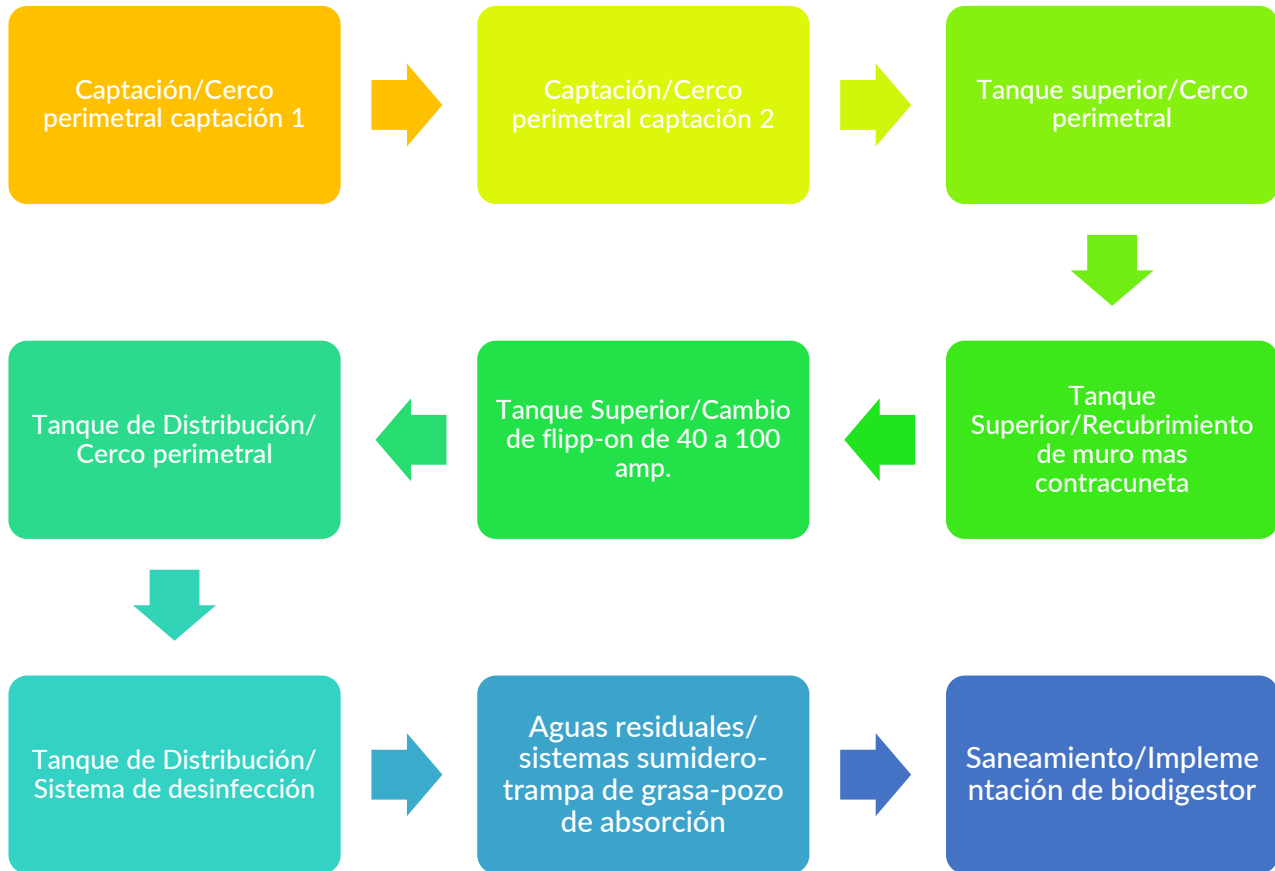 Captación/Cerco
perimetral captación 1
Captación/Cerco
perimetral captación 2
Tanque superior/Cerco
perimetral
Tanque
Superior/Recubrimiento
de muro mas
contracuneta
Tanque Superior/Cambio
de flipp-on de 40 a 100
amp.
Tanque de Distribución/
Cerco perimetral
Tanque de Distribución/
Sistema de desinfección
Aguas residuales/
sistemas sumidero-
trampa de grasa-pozo
de absorción
Saneamiento/Impleme
ntación de biodigestor